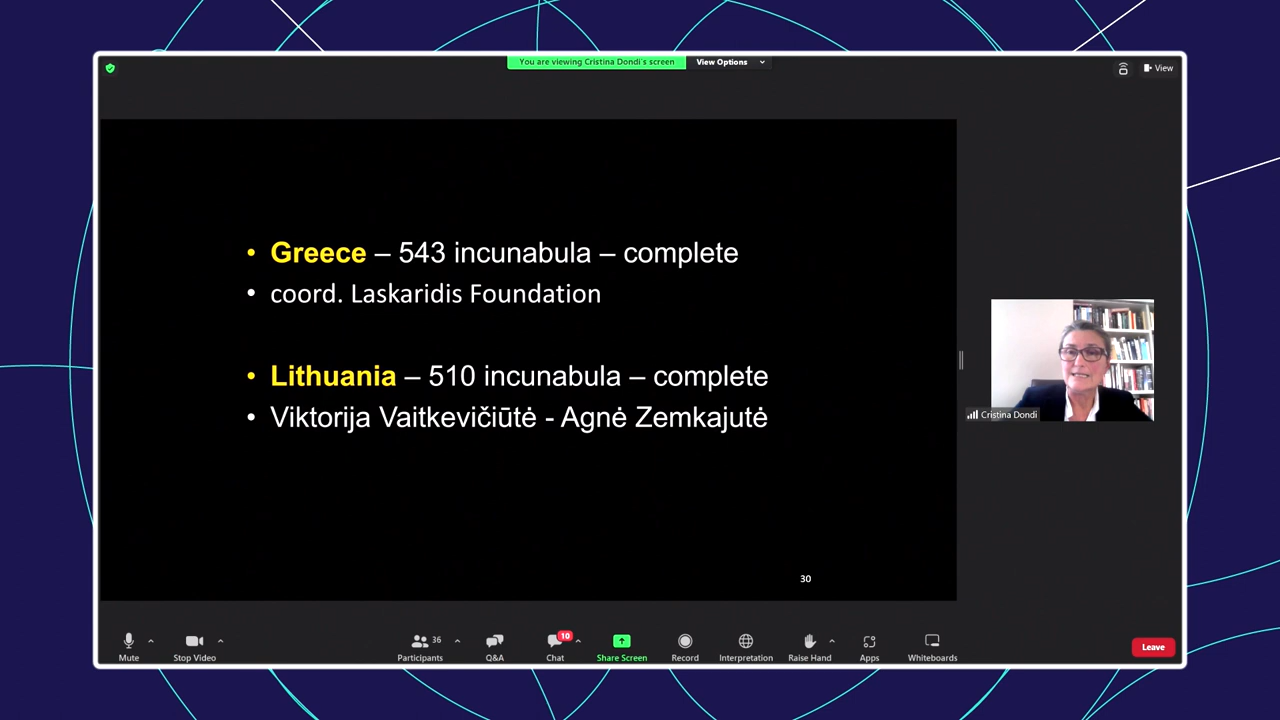 You are viewing Cristina Dondi's screen
View Options
View
• Greece – 543 incunabula – complete
• coord. Laskaridis Foundation
• Lithuania – 510 incunabula – complete
• Viktorija Vaitkevičiūtė - Agnė Zemkajutė
30
Cristina Dondi
Mute
Stop Video
36
Participants
Q&A
10
Chat
Share Screen
Record
Interpretation
Raise Hand
Apps
Whiteboards
Leave